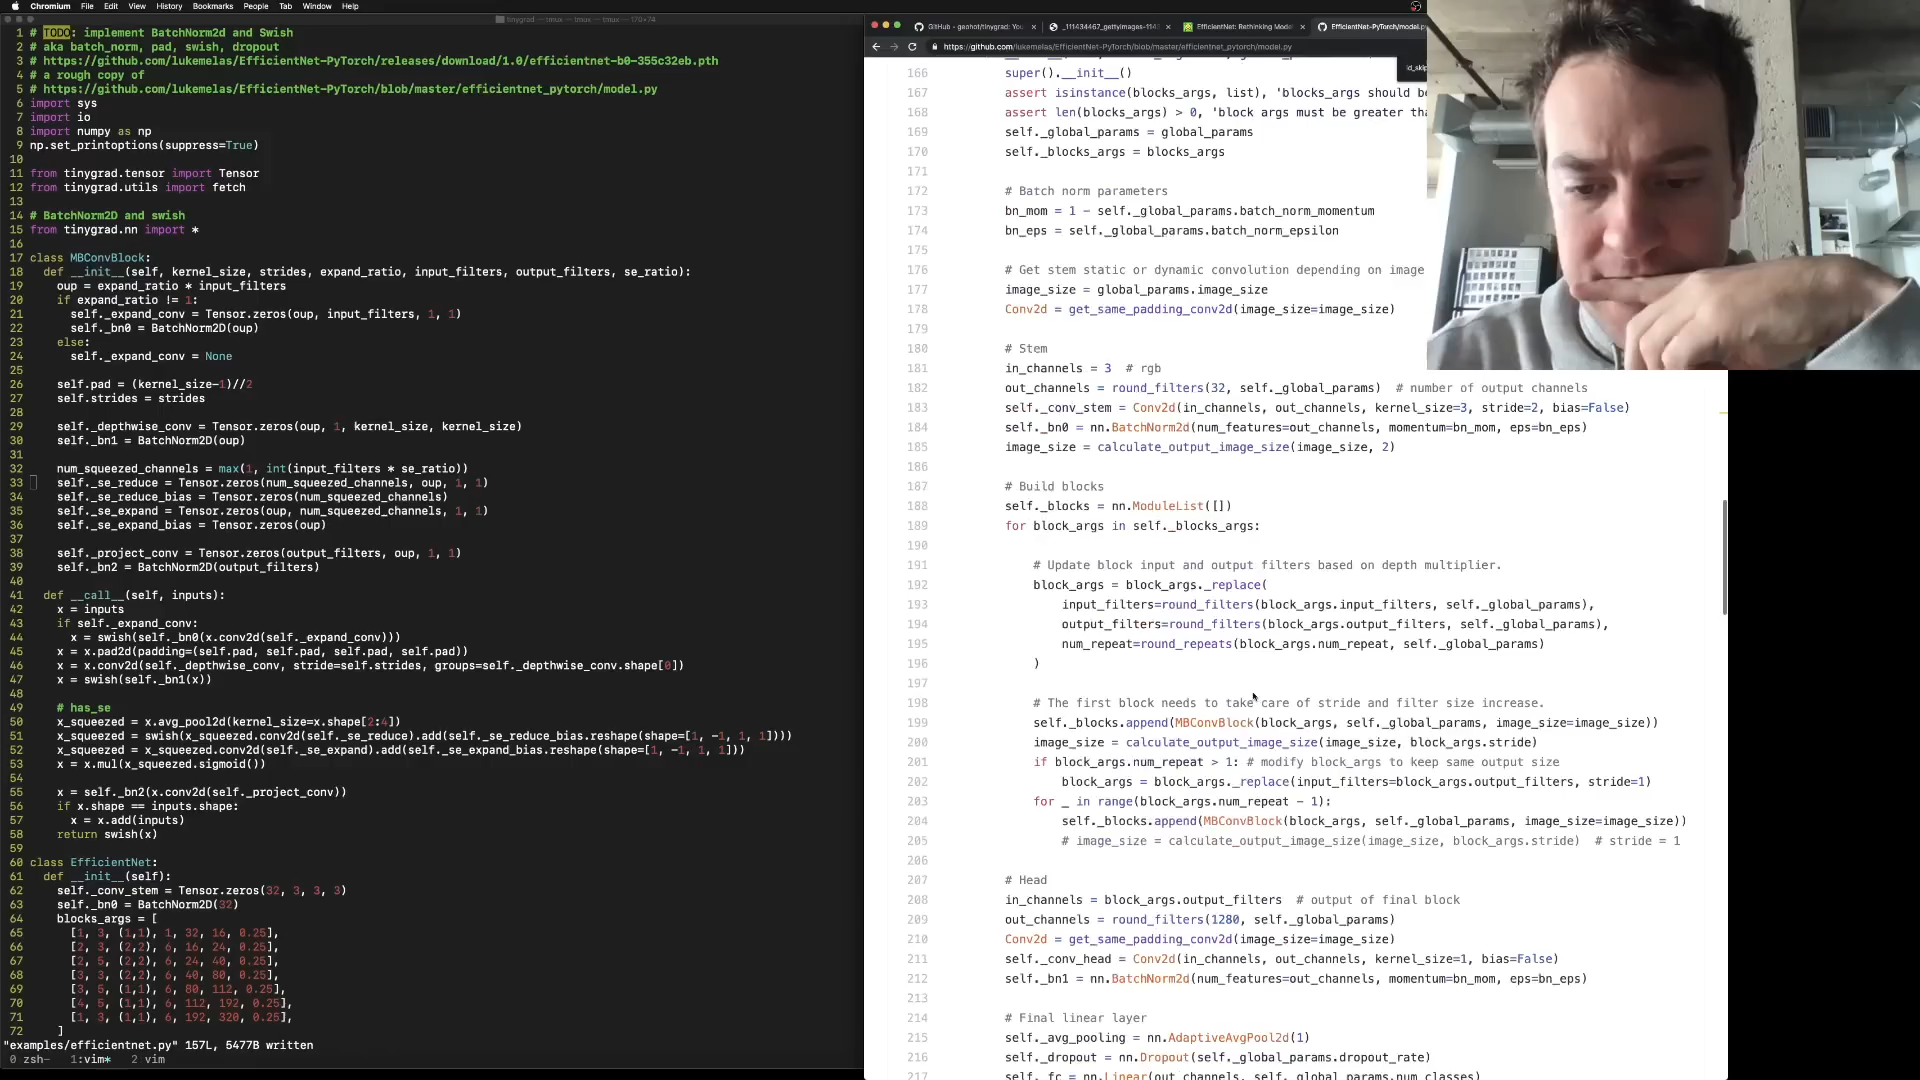 Chromium File Edit View History Bookmarks People Tab Window Help
tinygrad — tmux — tmux — 170×74
1 # TODO: implement BatchNorm2d and Swish
2 # aka batch_norm, pad, swish, dropout
3 # https://github.com/lukemelas/EfficientNet-PyTorch/releases/download/1.0/efficientnet-b0-355c32eb.pth
4 # a rough copy of
5 # https://github.com/lukemelas/EfficientNet-PyTorch/blob/master/efficientnet_pytorch/model.py
6 import sys
7 import io
8 import numpy as np
9 np.set_printoptions(suppress=True)
10
11 from tinygrad.tensor import Tensor
12 from tinygrad.utils import fetch
13
14 # BatchNorm2D and swish
15 from tinygrad.nn import *
16
17 class MBConvBlock:
18 def __init__(self, kernel_size, strides, expand_ratio, input_filters, output_filters, se_ratio):
19 oup = expand_ratio * input_filters
20 if expand_ratio != 1:
21 self._expand_conv = Tensor.zeros(oup, input_filters, 1, 1)
22 self._bn0 = BatchNorm2D(oup)
23 else:
24 self._expand_conv = None
25
26 self.pad = (kernel_size-1)//2
27 self.strides = strides
28
29 self._depthwise_conv = Tensor.zeros(oup, 1, kernel_size, kernel_size)
30 self._bn1 = BatchNorm2D(oup)
31
32 num_squeezed_channels = max(1, int(input_filters * se_ratio))
33 self._se_reduce = Tensor.zeros(num_squeezed_channels, oup, 1, 1)
34 self._se_reduce_bias = Tensor.zeros(num_squeezed_channels)
35 self._se_expand = Tensor.zeros(oup, num_squeezed_channels, 1, 1)
36 self._se_expand_bias = Tensor.zeros(oup)
37
38 self._project_conv = Tensor.zeros(output_filters, oup, 1, 1)
39 self._bn2 = BatchNorm2D(output_filters)
40
41 def __call__(self, inputs):
42 x = inputs
43 if self._expand_conv:
44 x = swish(self._bn0(x.conv2d(self._expand_conv)))
45 x = x.pad2d(padding=(self.pad, self.pad, self.pad, self.pad))
46 x = x.conv2d(self._depthwise_conv, stride=self.strides, groups=self._depthwise_conv.shape[0])
47 x = swish(self._bn1(x))
48
49 # has_se
50 x_squeezed = x.avg_pool2d(kernel_size=x.shape[2:4])
51 x_squeezed = swish(x_squeezed.conv2d(self._se_reduce).add(self._se_reduce_bias.reshape(shape=[1, -1, 1, 1])))
52 x_squeezed = x_squeezed.conv2d(self._se_expand).add(self._se_expand_bias.reshape(shape=[1, -1, 1, 1]))
53 x = x.mul(x_squeezed.sigmoid())
54
55 x = self._bn2(x.conv2d(self._project_conv))
56 if x.shape == inputs.shape:
57 x = x.add(inputs)
58 return swish(x)
59
60 class EfficientNet:
61 def __init__(self):
62 self._conv_stem = Tensor.zeros(32, 3, 3, 3)
63 self._bn0 = BatchNorm2D(32)
64 blocks_args = [
65 [1, 3, (1,1), 1, 32, 16, 0.25],
66 [2, 3, (2,2), 6, 16, 24, 0.25],
67 [2, 5, (2,2), 6, 24, 40, 0.25],
68 [3, 3, (2,2), 6, 40, 80, 0.25],
69 [3, 5, (1,1), 6, 80, 112, 0.25],
70 [4, 5, (1,1), 6, 112, 192, 0.25],
71 [1, 3, (1,1), 6, 192, 320, 0.25],
72 ]
"examples/efficientnet.py" 157L, 5477B written
0 zsh- 1:vim* 2 vim
GitHub - geohot/tinygrad: You × _111434467_gettyimages-1143 × EfficientNet: Rethinking Model × EfficientNet-PyTorch/model.py
https://github.com/lukemelas/EfficientNet-PyTorch/blob/master/efficientnet_pytorch/model.py
id_skip
166 super().__init__()
167 assert isinstance(blocks_args, list), 'blocks_args should be
168 assert len(blocks_args) > 0, 'block args must be greater tha
169 self._global_params = global_params
170 self._blocks_args = blocks_args
171
172 # Batch norm parameters
173 bn_mom = 1 - self._global_params.batch_norm_momentum
174 bn_eps = self._global_params.batch_norm_epsilon
175
176 # Get stem static or dynamic convolution depending on image
177 image_size = global_params.image_size
178 Conv2d = get_same_padding_conv2d(image_size=image_size)
179
180 # Stem
181 in_channels = 3 # rgb
182 out_channels = round_filters(32, self._global_params) # number of output channels
183 self._conv_stem = Conv2d(in_channels, out_channels, kernel_size=3, stride=2, bias=False)
184 self._bn0 = nn.BatchNorm2d(num_features=out_channels, momentum=bn_mom, eps=bn_eps)
185 image_size = calculate_output_image_size(image_size, 2)
186
187 # Build blocks
188 self._blocks = nn.ModuleList([])
189 for block_args in self._blocks_args:
190
191 # Update block input and output filters based on depth multiplier.
192 block_args = block_args._replace(
193 input_filters=round_filters(block_args.input_filters, self._global_params),
194 output_filters=round_filters(block_args.output_filters, self._global_params),
195 num_repeat=round_repeats(block_args.num_repeat, self._global_params)
196 )
197
198 # The first block needs to take care of stride and filter size increase.
199 self._blocks.append(MBConvBlock(block_args, self._global_params, image_size=image_size))
200 image_size = calculate_output_image_size(image_size, block_args.stride)
201 if block_args.num_repeat > 1: # modify block_args to keep same output size
202 block_args = block_args._replace(input_filters=block_args.output_filters, stride=1)
203 for _ in range(block_args.num_repeat - 1):
204 self._blocks.append(MBConvBlock(block_args, self._global_params, image_size=image_size))
205 # image_size = calculate_output_image_size(image_size, block_args.stride) # stride = 1
206
207 # Head
208 in_channels = block_args.output_filters # output of final block
209 out_channels = round_filters(1280, self._global_params)
210 Conv2d = get_same_padding_conv2d(image_size=image_size)
211 self._conv_head = Conv2d(in_channels, out_channels, kernel_size=1, bias=False)
212 self._bn1 = nn.BatchNorm2d(num_features=out_channels, momentum=bn_mom, eps=bn_eps)
213
214 # Final linear layer
215 self._avg_pooling = nn.AdaptiveAvgPool2d(1)
216 self._dropout = nn.Dropout(self._global_params.dropout_rate)
217 self._fc = nn.Linear(out_channels, self._global_params.num_classes)